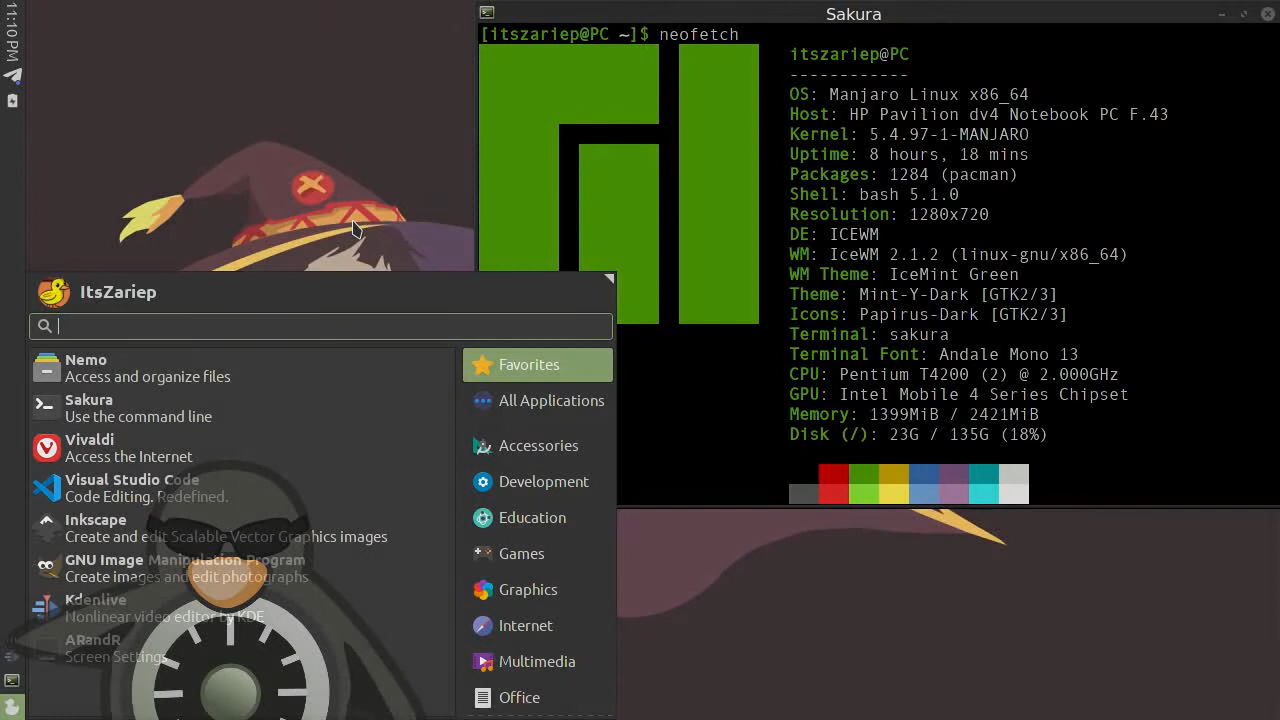 11:10 PM
Sakura
[itszariep@PC ~]$ neofetch
itszariep@PC
------------
OS: Manjaro Linux x86_64
Host: HP Pavilion dv4 Notebook PC F.43
Kernel: 5.4.97-1-MANJARO
Uptime: 8 hours, 18 mins
Packages: 1284 (pacman)
Shell: bash 5.1.0
Resolution: 1280x720
DE: ICEWM
WM: IceWM 2.1.2 (linux-gnu/x86_64)
WM Theme: IceMint Green
Theme: Mint-Y-Dark [GTK2/3]
Icons: Papirus-Dark [GTK2/3]
Terminal: sakura
Terminal Font: Andale Mono 13
CPU: Pentium T4200 (2) @ 2.000GHz
GPU: Intel Mobile 4 Series Chipset
Memory: 1399MiB / 2421MiB
Disk (/): 23G / 135G (18%)
ItsZariep
Nemo
Access and organize files
Sakura
Use the command line
Vivaldi
Access the Internet
Visual Studio Code
Code Editing. Redefined.
Inkscape
Create and edit Scalable Vector Graphics images
GNU Image Manipulation Program
Create images and edit photographs
Kdenlive
Nonlinear video editor by KDE
ARandR
Screen Settings
Favorites
All Applications
Accessories
Development
Education
Games
Graphics
Internet
Multimedia
Office